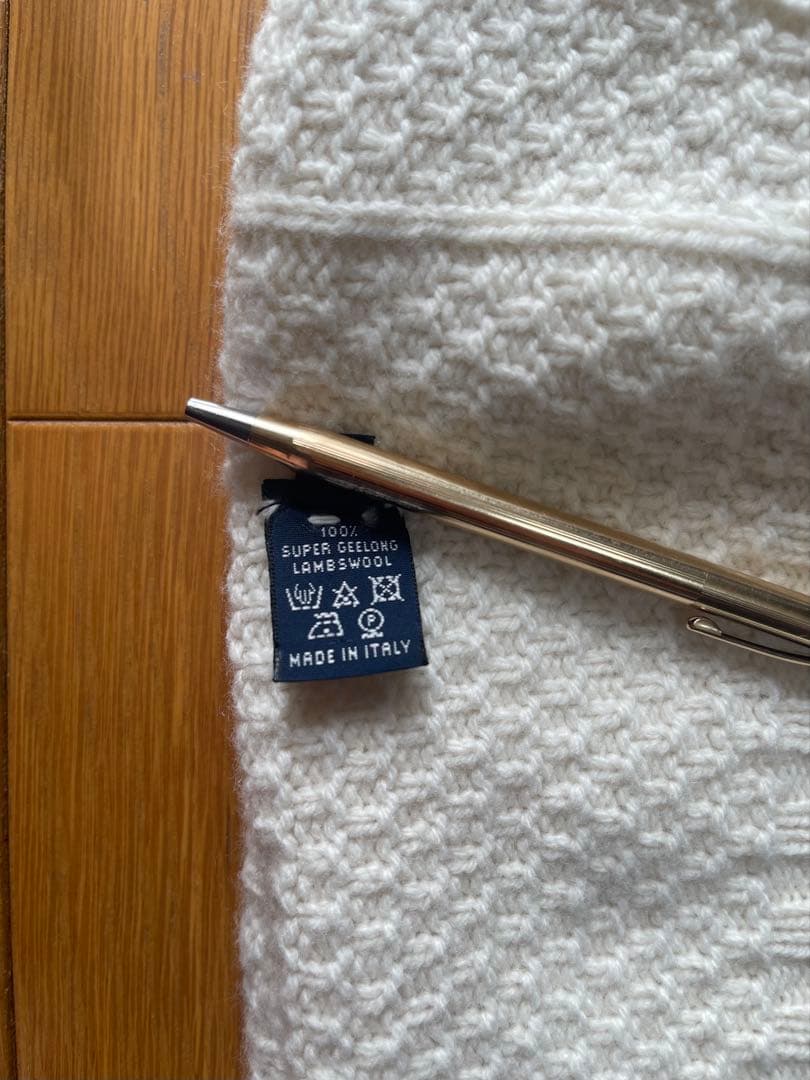 100%
SUPER GEELONG
LAMBSWOOL
P
MADE IN ITALY